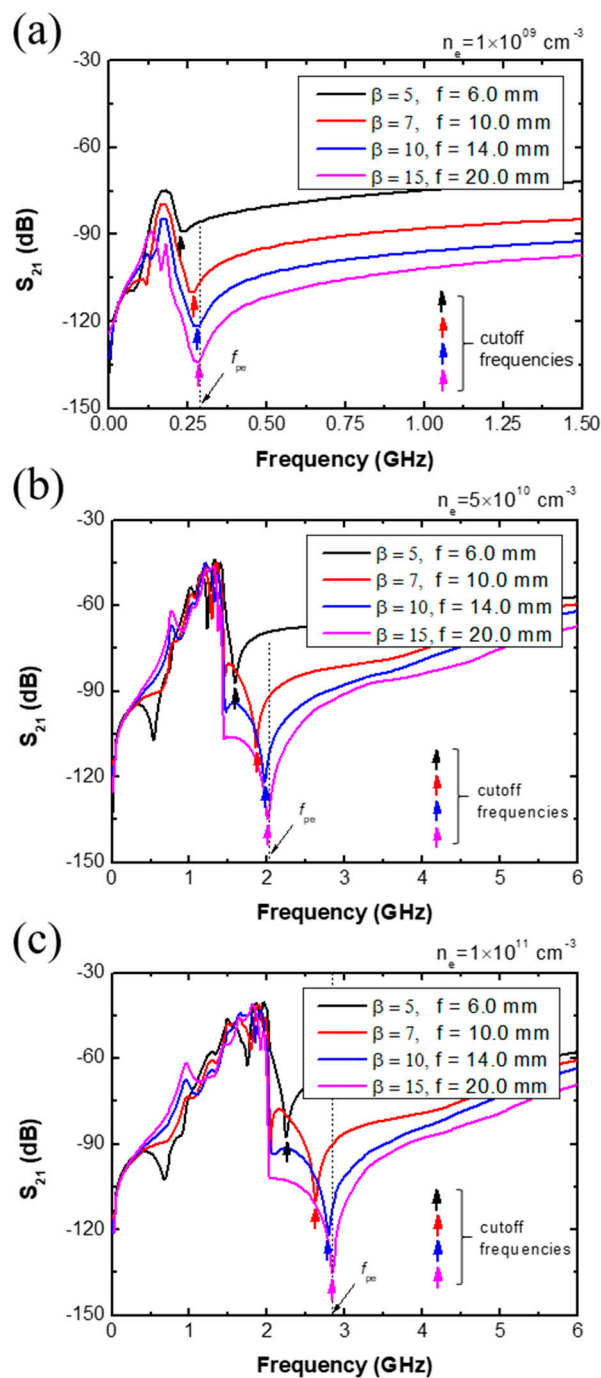 (a)
n_e=1×10^09 cm^-3
β = 5, f = 6.0 mm
β = 7, f = 10.0 mm
β = 10, f = 14.0 mm
β = 15, f = 20.0 mm
-30
-60
-90
-120
-150
S_21 (dB)
cutoff
frequencies
f_pe
0.00 0.25 0.50 0.75 1.00 1.25 1.50
Frequency (GHz)
(b)
n_e=5×10^10 cm^-3
β = 5, f = 6.0 mm
β = 7, f = 10.0 mm
β = 10, f = 14.0 mm
β = 15, f = 20.0 mm
-30
-60
-90
-120
-150
S_21 (dB)
cutoff
frequencies
f_pe
0 1 2 3 4 5 6
Frequency (GHz)
(c)
n_e=1×10^11 cm^-3
β = 5, f = 6.0 mm
β = 7, f = 10.0 mm
β = 10, f = 14.0 mm
β = 15, f = 20.0 mm
-30
-60
-90
-120
-150
S_21 (dB)
cutoff
frequencies
f_pe
0 1 2 3 4 5 6
Frequency (GHz)